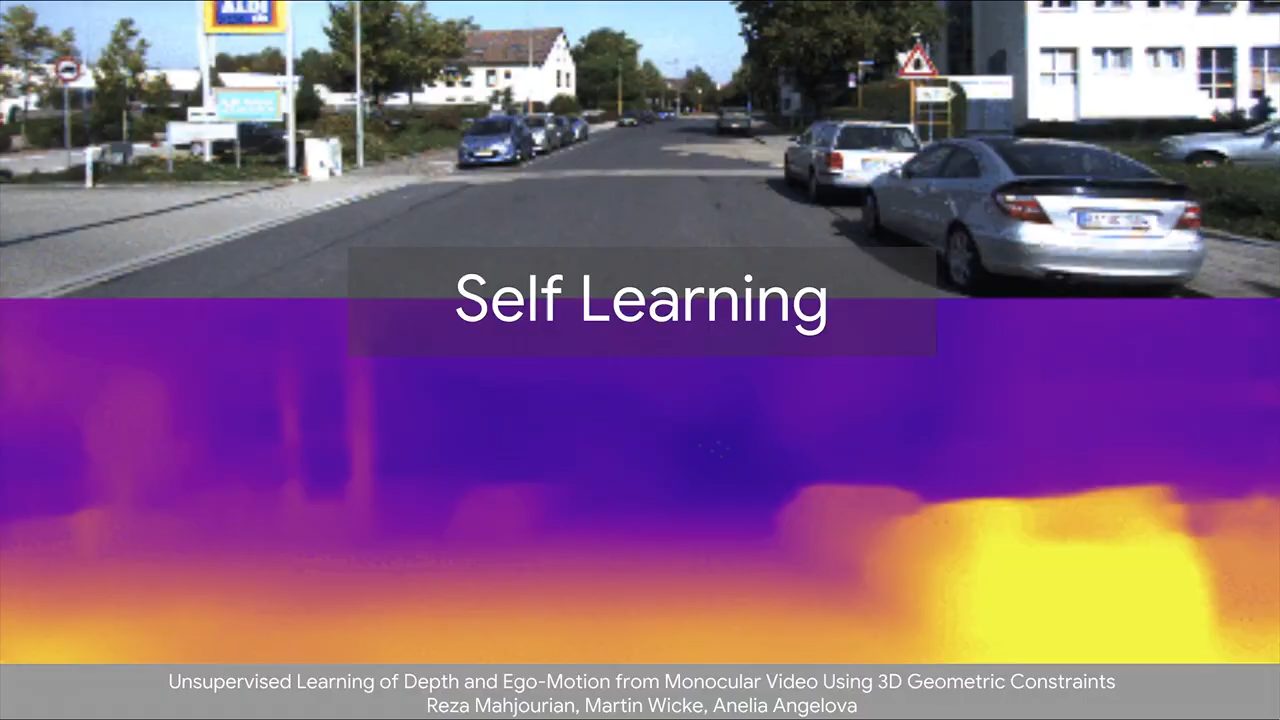 ALDI
Self Learning
Unsupervised Learning of Depth and Ego-Motion from Monocular Video Using 3D Geometric Constraints
Reza Mahjourian, Martin Wicke, Anelia Angelova